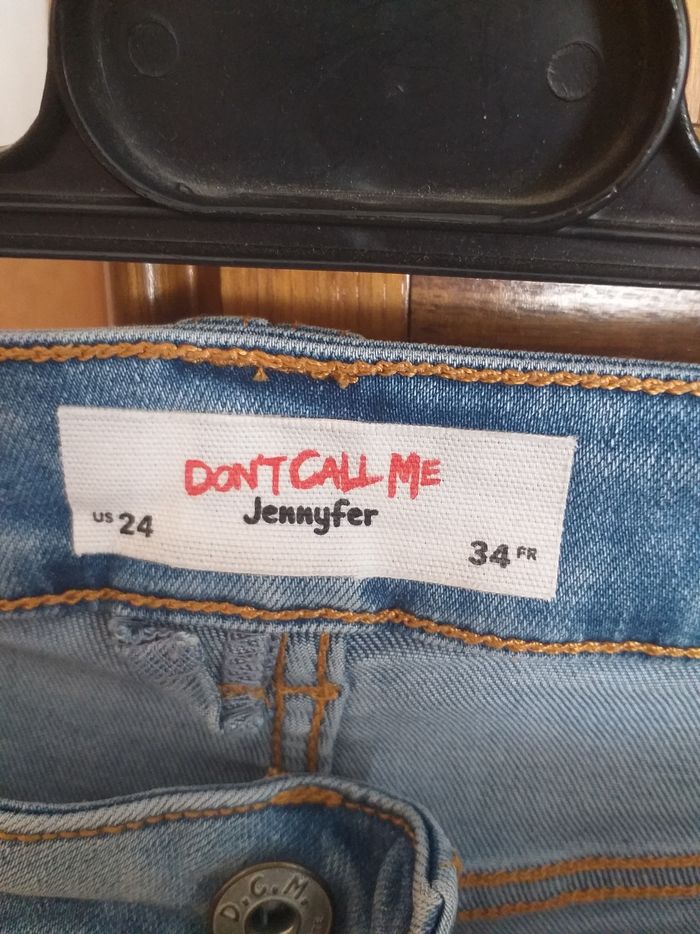 DON'T CALL ME
Jennyfer
US 24
34 FR
D.C.M.